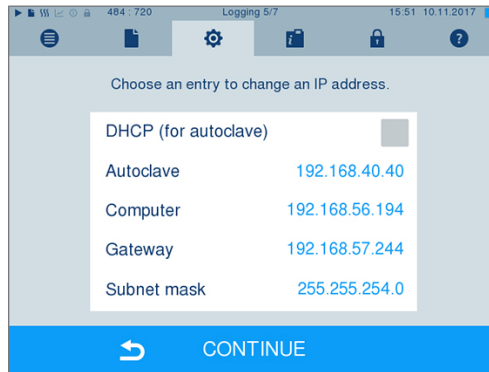 484 : 720 Logging 5/7 15:51 10.11.2017
Choose an entry to change an IP address.
DHCP (for autoclave)
Autoclave 192.168.40.40
Computer 192.168.56.194
Gateway 192.168.57.244
Subnet mask 255.255.254.0
CONTINUE